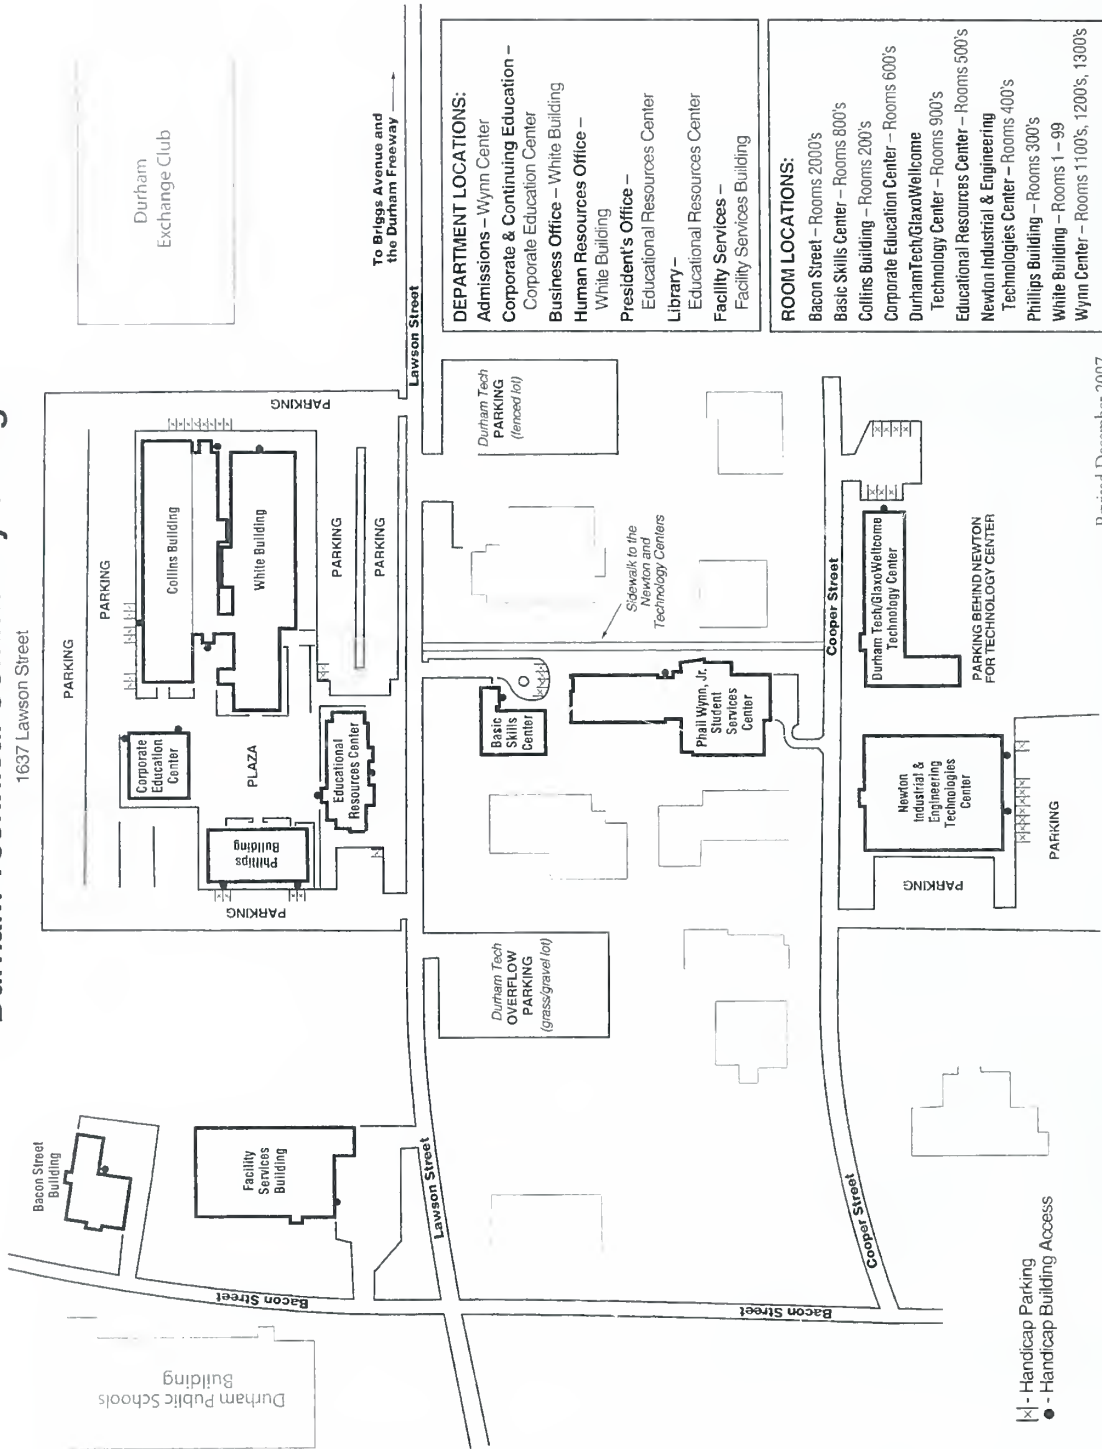 1637 Lawson Street
Durham
Exchange Club
To Briggs Avenue and
the Durham Freeway
Lawson Street
PARKING
PARKING
PARKING
Collins Building
White Building
PARKING
PARKING
Corporate
Education
Center
PLAZA
Educational
Resources Center
Phillips
Building
PARKING
Bacon Street
Building
Facility
Services
Building
Lawson Street
Bacon Street
Durham Public Schools
Building
Durham Tech
PARKING
(fenced lot)
Sidewalk to the
Newton and
Technology Centers
Basic
Skills
Center
Phail Wynn, Jr.
Student
Services
Center
Durham Tech
OVERFLOW
PARKING
(grass/gravel lot)
Cooper Street
Durham Tech/GlaxoWellcome
Technology Center
PARKING BEHIND NEWTON
FOR TECHNOLOGY CENTER
Newton
Industrial &
Engineering
Technologies
Center
PARKING
PARKING
Cooper Street
Bacon Street
DEPARTMENT LOCATIONS:
Admissions – Wynn Center
Corporate & Continuing Education –
Corporate Education Center
Business Office – White Building
Human Resources Office –
White Building
President's Office –
Educational Resources Center
Library –
Educational Resources Center
Facility Services –
Facility Services Building
ROOM LOCATIONS:
Bacon Street – Rooms 2000's
Basic Skills Center – Rooms 800's
Collins Building – Rooms 200's
Corporate Education Center – Rooms 600's
DurhamTech/GlaxoWellcome
Technology Center – Rooms 900's
Educational Resources Center – Rooms 500's
Newton Industrial & Engineering
Technologies Center – Rooms 400's
Phillips Building – Rooms 300's
White Building – Rooms 1 – 99
Wynn Center – Rooms 1100's, 1200's, 1300's
x - Handicap Parking
● - Handicap Building Access
Revised December 2007